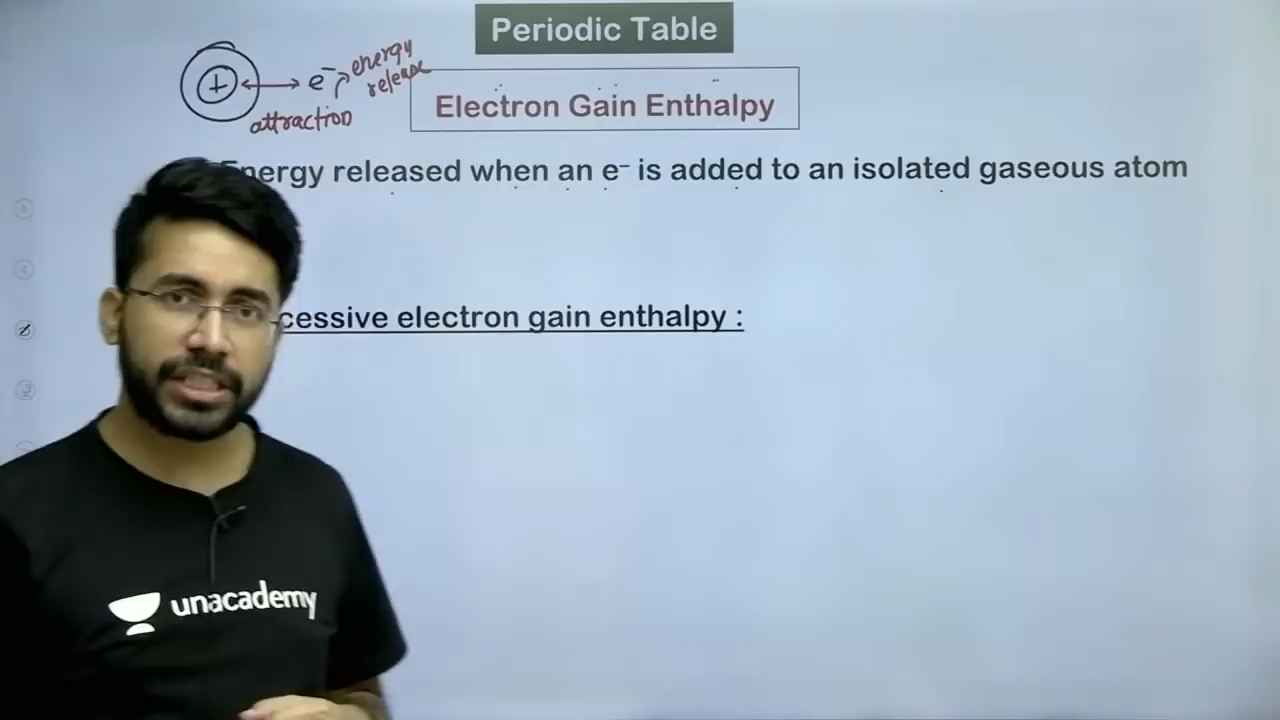 Periodic Table
+ e⁻ energy release
attraction
Electron Gain Enthalpy
Energy released when an e⁻ is added to an isolated gaseous atom
cessive electron gain enthalpy :
unacademy